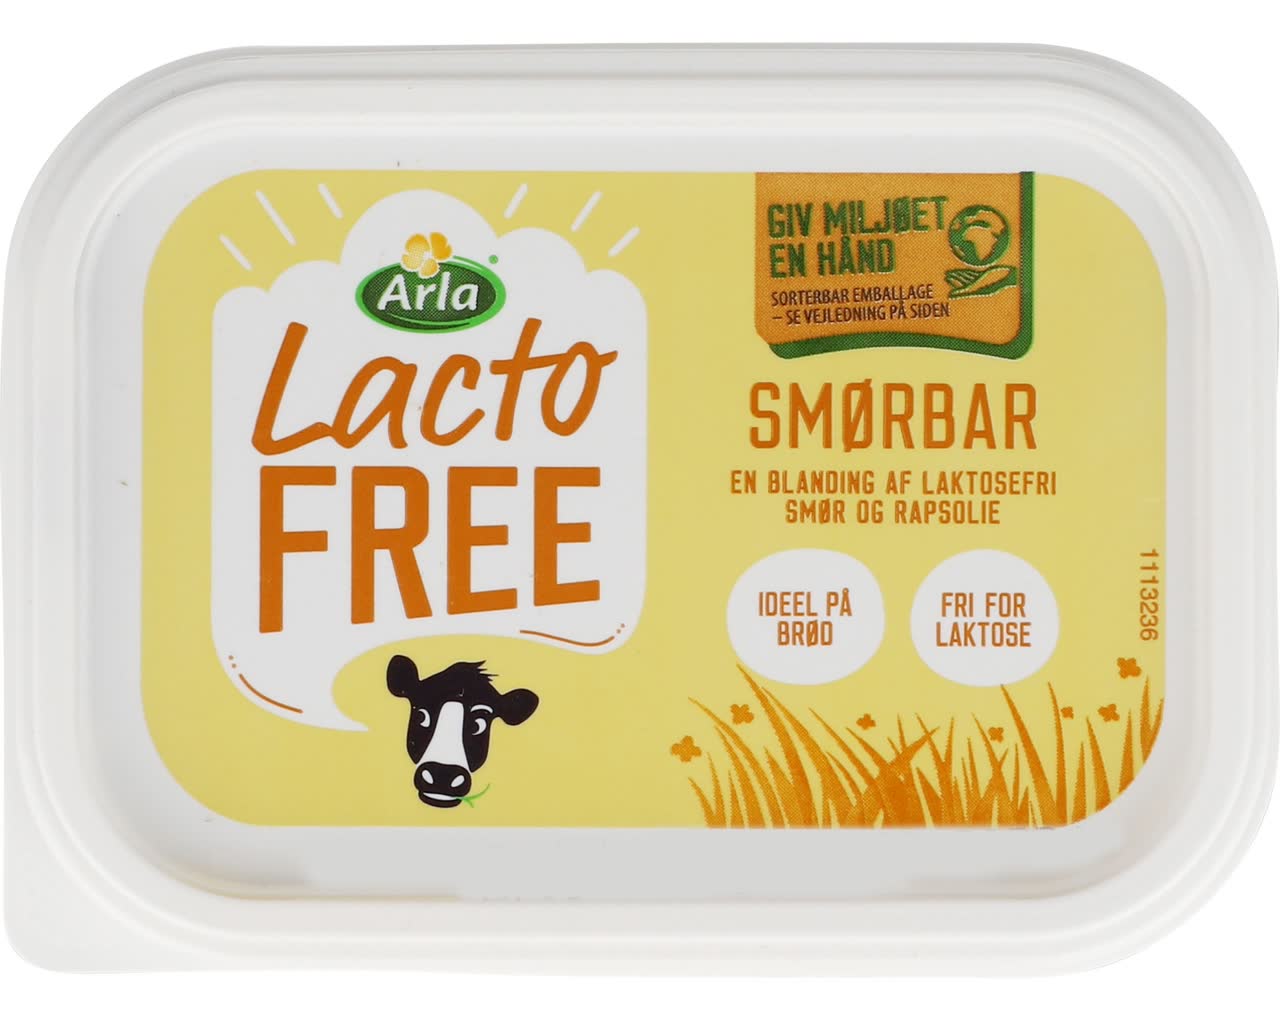 Arla
Lacto
FREE
GIV MILJØET
EN HÅND
SORTERBAR EMBALLAGE
– SE VEJLEDNING PÅ SIDEN
SMØRBAR
EN BLANDING AF LAKTOSEFRI
SMØR OG RAPSOLIE
IDEEL PÅ
BRØD
FRI FOR
LAKTOSE
1113236